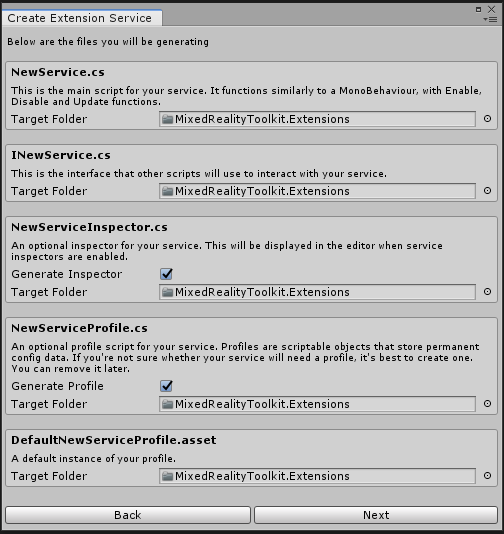 Create Extension Service
Below are the files you will be generating
NewService.cs
This is the main script for your service. It functions similarly to a MonoBehaviour, with Enable,
Disable and Update functions.
Target Folder MixedRealityToolkit.Extensions
INewService.cs
This is the interface that other scripts will use to interact with your service.
Target Folder MixedRealityToolkit.Extensions
NewServiceInspector.cs
An optional inspector for your service. This will be displayed in the editor when service
inspectors are enabled.
Generate Inspector
Target Folder MixedRealityToolkit.Extensions
NewServiceProfile.cs
An optional profile script for your service. Profiles are scriptable objects that store permanent
config data. If you're not sure whether your service will need a profile, it's best to create one.
You can remove it later.
Generate Profile
Target Folder MixedRealityToolkit.Extensions
DefaultNewServiceProfile.asset
A default instance of your profile.
Target Folder MixedRealityToolkit.Extensions
Back Next